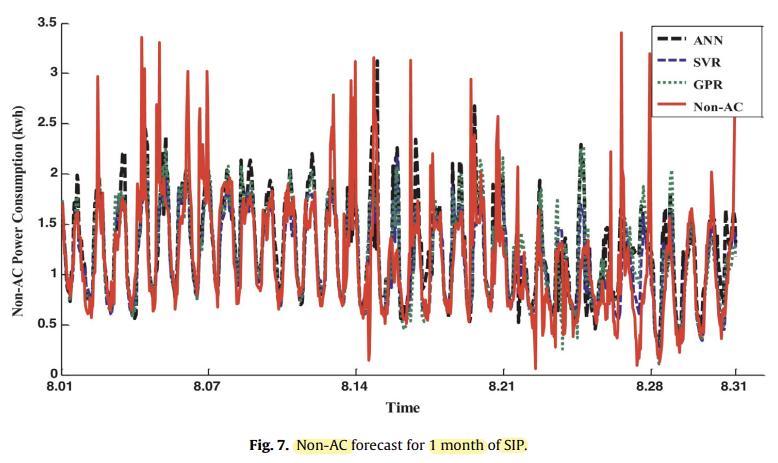 3.5
3
2.5
2
1.5
1
0.5
0
Non-AC Power Consumption (kwh)
ANN
SVR
GPR
Non-AC
8.01 8.07 8.14 8.21 8.28 8.31
Time
Fig. 7. Non-AC forecast for 1 month of SIP.